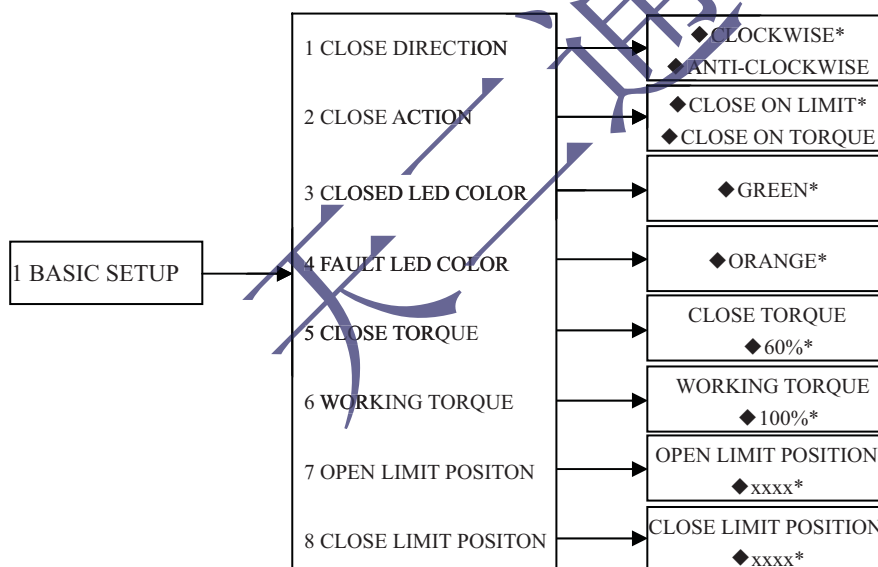 1 BASIC SETUP
1 CLOSE DIRECTION
2 CLOSE ACTION
3 CLOSED LED COLOR
4 FAULT LED COLOR
5 CLOSE TORQUE
6 WORKING TORQUE
7 OPEN LIMIT POSITON
8 CLOSE LIMIT POSITON
◆CLOCKWISE*
◆ANTI-CLOCKWISE
◆CLOSE ON LIMIT*
◆CLOSE ON TORQUE
◆GREEN*
◆ORANGE*
CLOSE TORQUE
◆60%*
WORKING TORQUE
◆100%*
OPEN LIMIT POSITION
◆xxxx*
CLOSE LIMIT POSITION
◆xxxx*